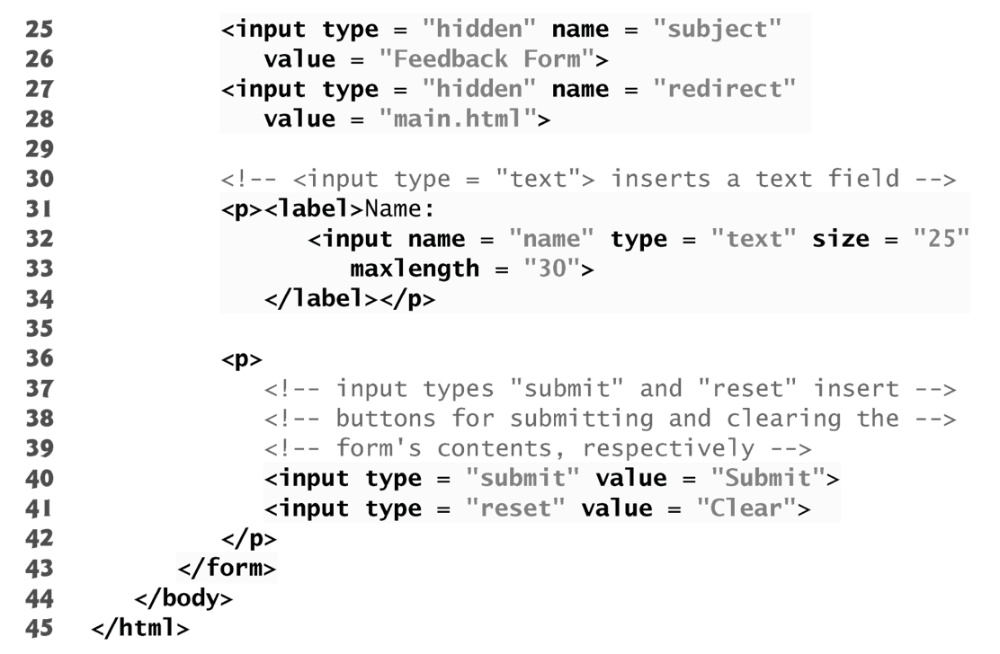 25 <input type = "hidden" name = "subject"
26 value = "Feedback Form">
27 <input type = "hidden" name = "redirect"
28 value = "main.html">
29
30 <!-- <input type = "text"> inserts a text field -->
31 <p><label>Name:
32 <input name = "name" type = "text" size = "25"
33 maxlength = "30">
34 </label></p>
35
36 <p>
37 <!-- input types "submit" and "reset" insert -->
38 <!-- buttons for submitting and clearing the -->
39 <!-- form's contents, respectively -->
40 <input type = "submit" value = "Submit">
41 <input type = "reset" value = "Clear">
42 </p>
43 </form>
44 </body>
45 </html>